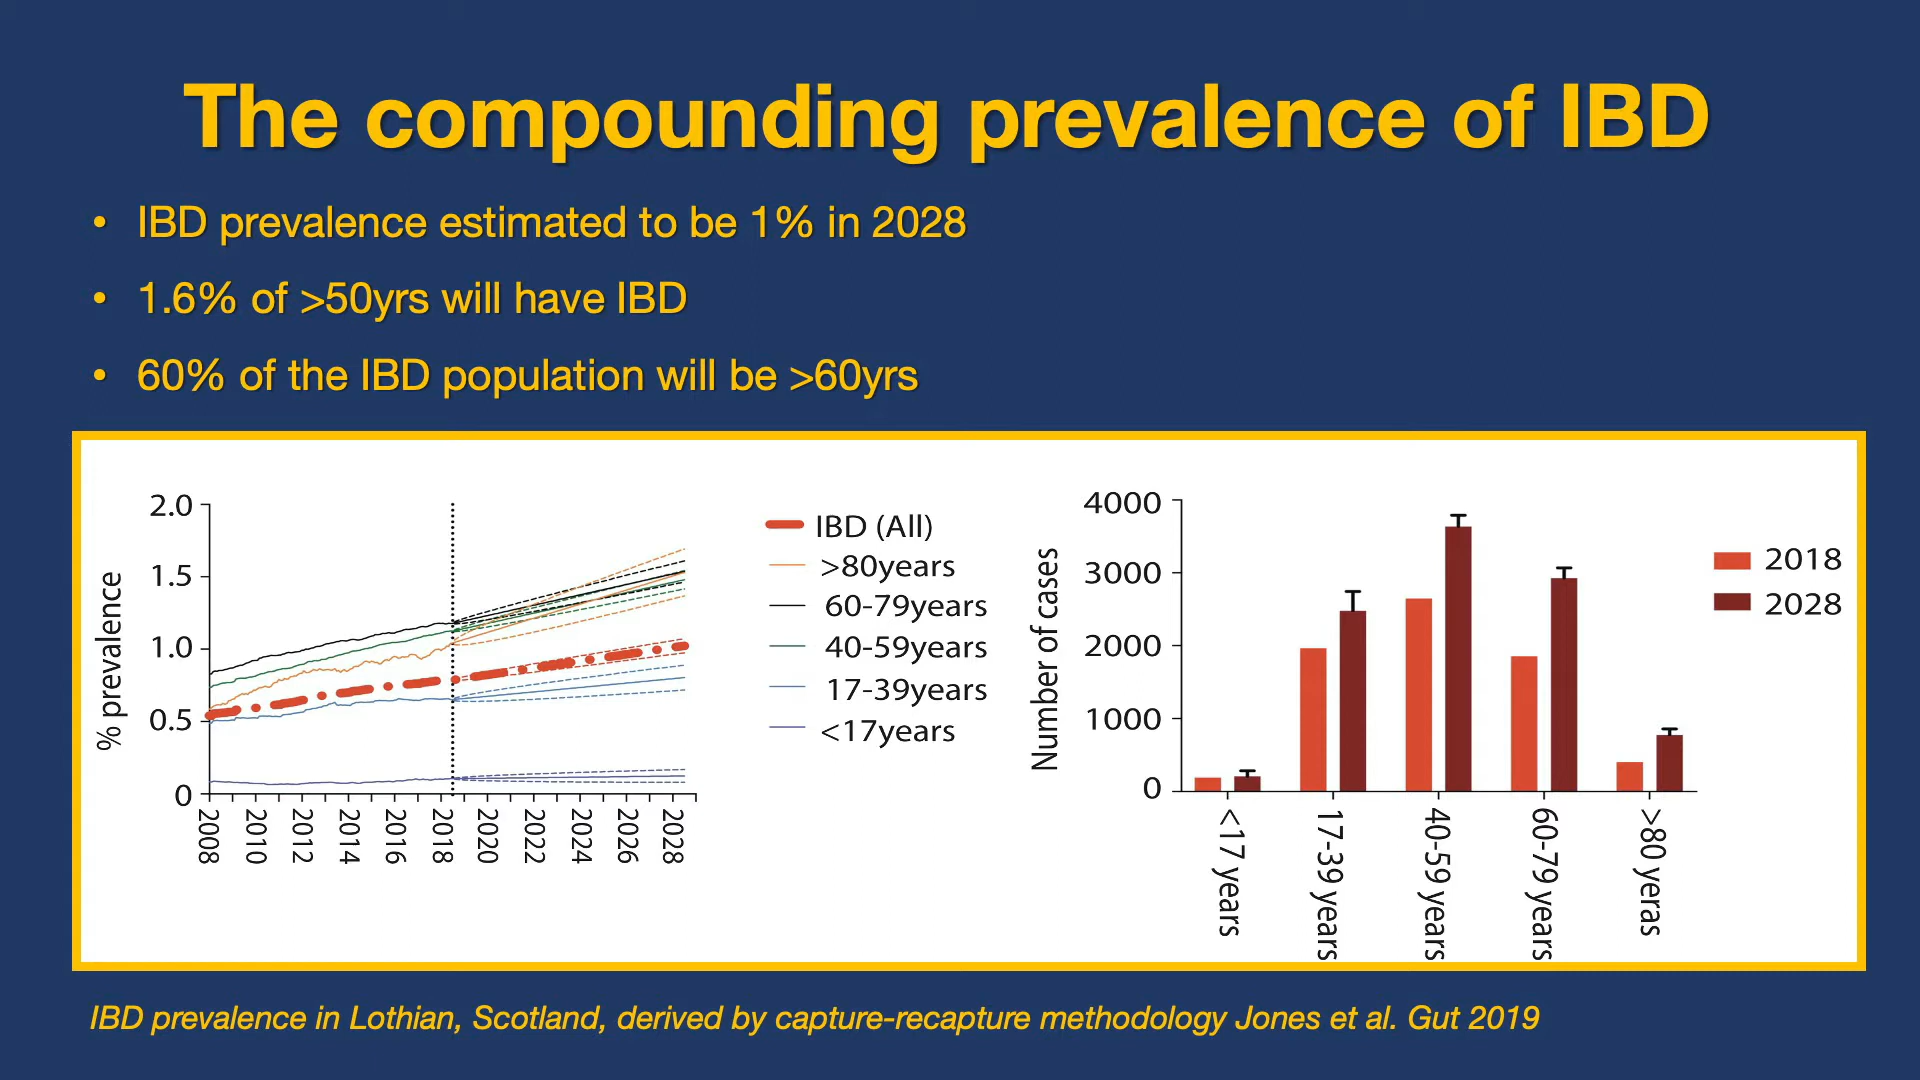 The compounding prevalence of IBD
• IBD prevalence estimated to be 1% in 2028
• 1.6% of >50yrs will have IBD
• 60% of the IBD population will be >60yrs
% prevalence
2.0
1.5
1.0
0.5
0
2008
2010
2012
2014
2016
2018
2020
2022
2024
2026
2028
IBD (All)
>80years
60-79years
40-59years
17-39years
<17years
Number of cases
4000
3000
2000
1000
0
<17 years
17-39 years
40-59 years
60-79 years
>80 yeras
2018
2028
IBD prevalence in Lothian, Scotland, derived by capture-recapture methodology Jones et al. Gut 2019